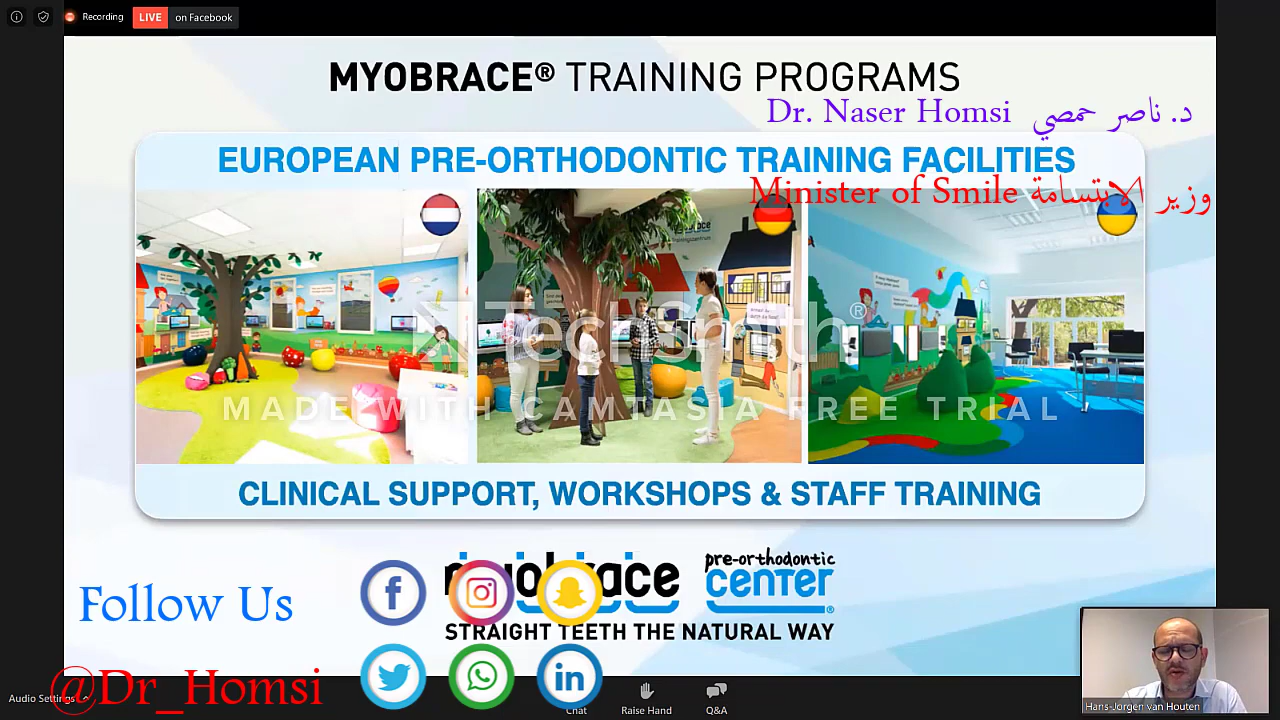 Recording
LIVE
on Facebook
MYOBRACE® TRAINING PROGRAMS
Dr. Naser Homsi د. ناصر حمصي
EUROPEAN PRE-ORTHODONTIC TRAINING FACILITIES
Minister of Smile وزير الابتسامة
TechSmith®
MADE WITH CAMTASIA FREE TRIAL
CLINICAL SUPPORT, WORKSHOPS & STAFF TRAINING
myobrace
pre-orthodontic
center®
Follow Us
STRAIGHT TEETH THE NATURAL WAY
@Dr_Homsi
Audio Settings
Chat
Raise Hand
Q&A
Hans-Jorgen van Houten